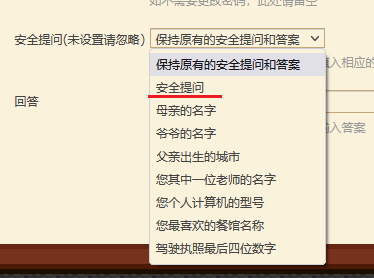 如不需要更改密码，此处请留空
安全提问(未设置请忽略)
保持原有的安全提问和答案
填入相应的
保持原有的安全提问和答案
安全提问
回答
母亲的名字
输入答案
爷爷的名字
父亲出生的城市
您其中一位老师的名字
您个人计算机的型号
您最喜欢的餐馆名称
驾驶执照最后四位数字